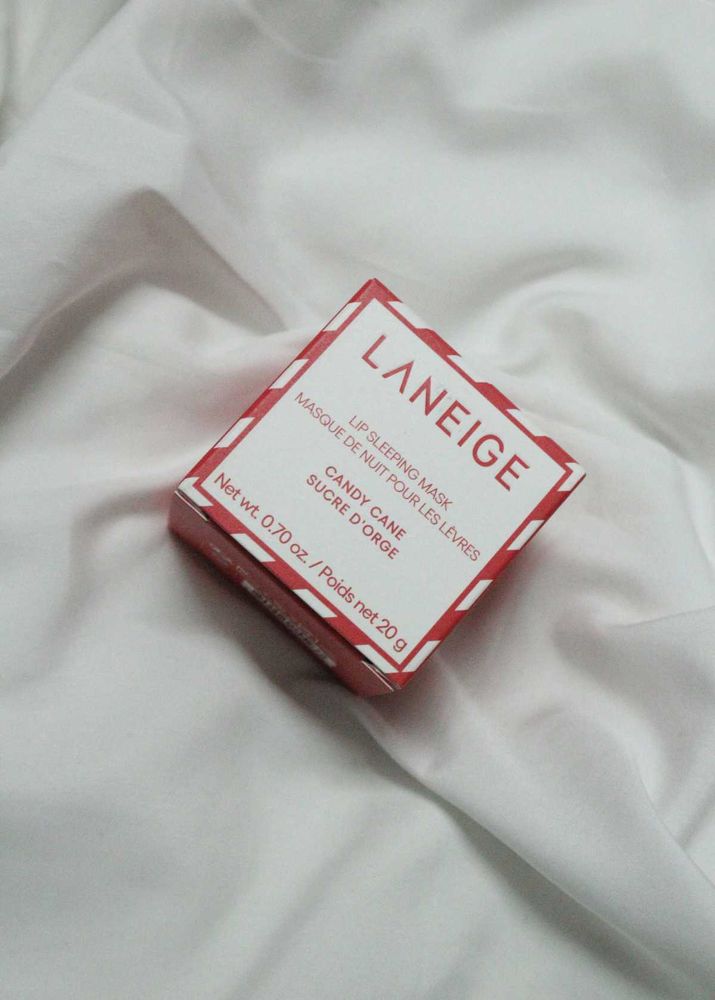 LANEIGE
LIP SLEEPING MASK
MASQUE DE NUIT POUR LES LÈVRES
CANDY CANE
SUCRE D'ORGE
Net wt. 0.70 oz. / Poids net 20 g